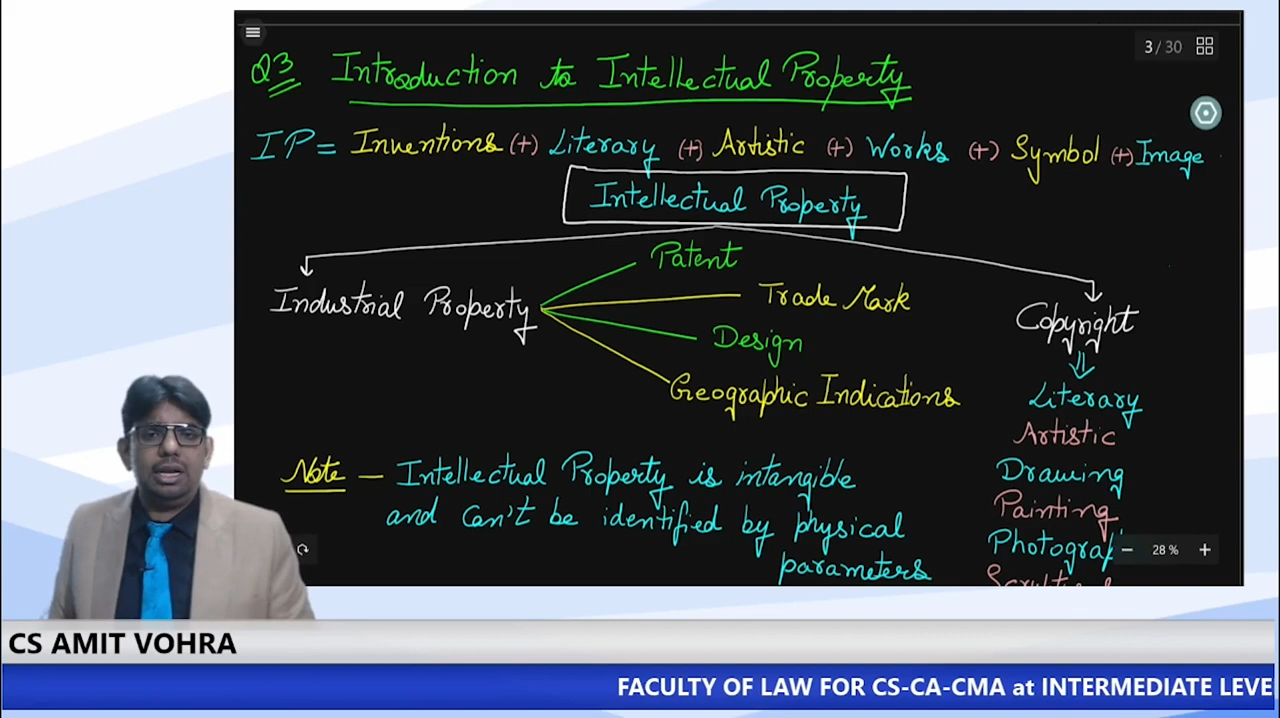 3 / 30
Q3 Introduction to Intellectual Property
IP = Inventions (+) Literary (+) Artistic (+) Works (+) Symbol (+) Image
Intellectual Property
Patent
Industrial Property
Trade Mark
Copyright
Design
Geographic Indications
Literary
Artistic
Drawing
Painting
Photograp
Note – Intellectual Property is intangible
and can't be identified by physical
parameters
28 %
CS AMIT VOHRA
FACULTY OF LAW FOR CS-CA-CMA at INTERMEDIATE LEVE